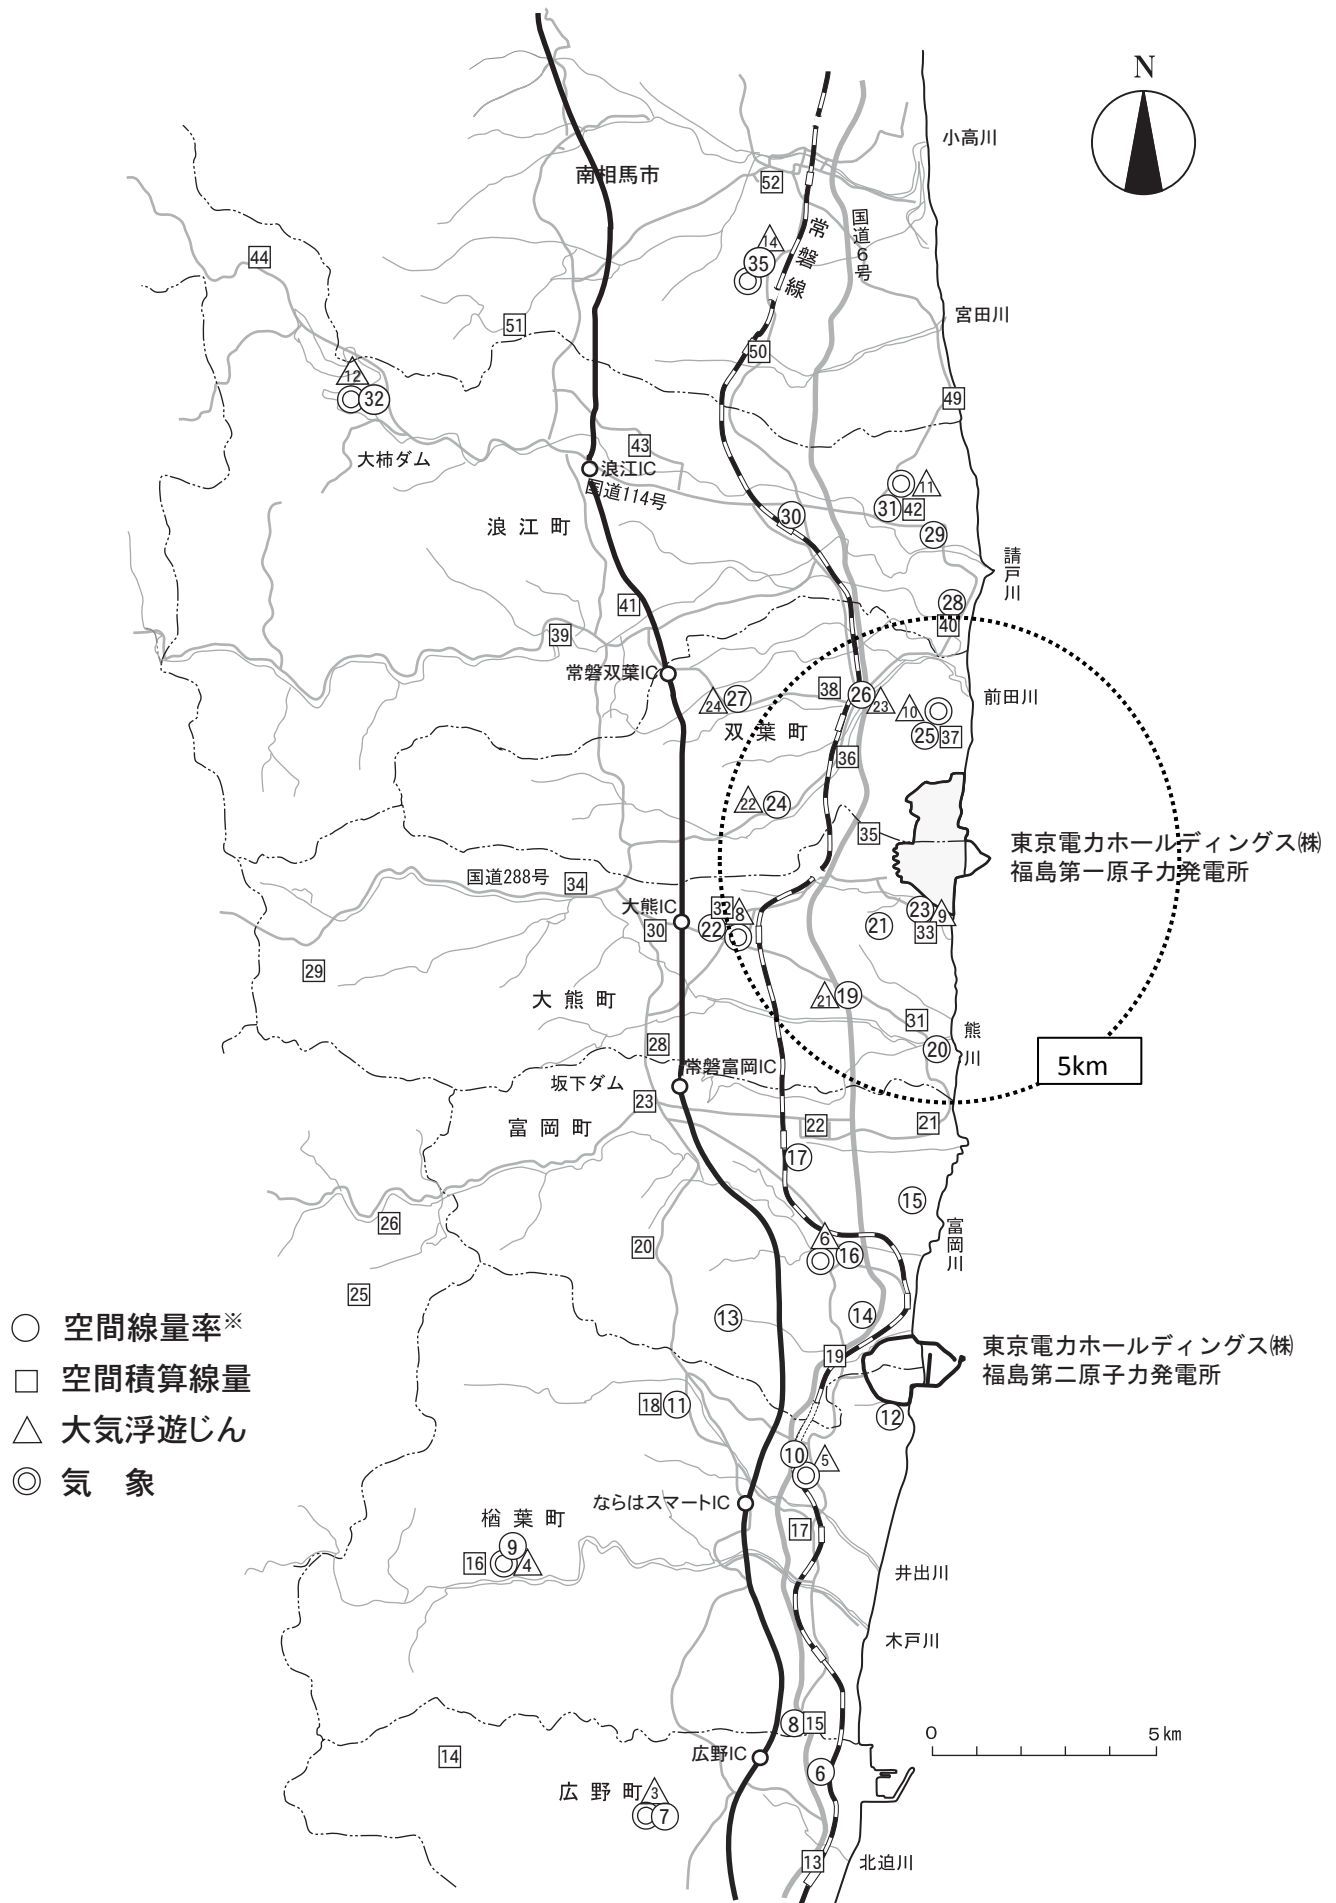 N
小高川
南相馬市
52
国道6号
14
常磐線
35
44
宮田川
51
50
12
32
49
43
大柿ダム
浪江IC
国道114号
11
31
42
30
浪江町
29
請戸川
28
41
40
39
常磐双葉IC
38
26
27
24
23
10
前田川
双葉町
25
37
36
22
24
35
東京電力ホールディングス㈱
福島第一原子力発電所
国道288号
34
大熊IC
32
8
23
9
30
22
21
33
29
大熊町
21
19
31
熊川
28
20
常磐富岡IC
5km
坂下ダム
23
富岡町
22
21
17
15
26
富岡川
6
20
16
25
13
14
○ 空間線量率※
19
東京電力ホールディングス㈱
福島第二原子力発電所
□ 空間積算線量
18
11
12
△ 大気浮遊じん
10
5
◎ 気 象
ならはスマートIC
楢葉町
17
9
16
4
井出川
木戸川
8
15
0
5km
14
広野IC
6
広野町
3
7
13
北迫川